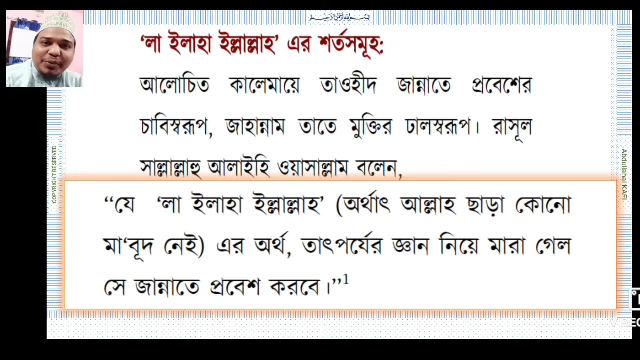 ‘লা ইলাহা ইল্লাল্লাহ’ এর শর্তসমূহ:
আলোচিত কালেমায়ে তাওহীদ জান্নাতে প্রবেশের
চাবিস্বরূপ, জাহান্নাম তাতে মুক্তির ঢালস্বরূপ। রাসূল
সাল্লাল্লাহু আলাইহি ওয়াসাল্লাম বলেন,
“যে ‘লা ইলাহা ইল্লাল্লাহ’ (অর্থাৎ আল্লাহ ছাড়া কোনো
মা‘বূদ নেই) এর অর্থ, তাৎপর্যের জ্ঞান নিয়ে মারা গেল
সে জান্নাতে প্রবেশ করবে।”1